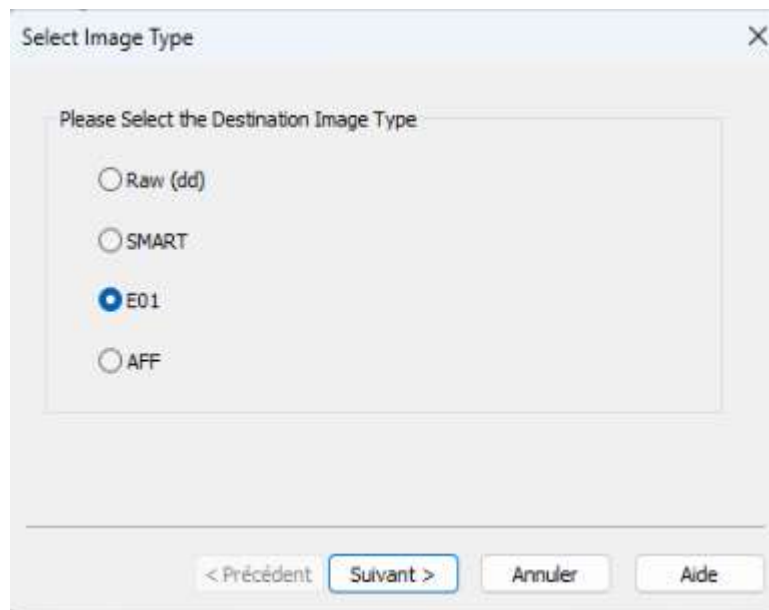 Select Image Type
Please Select the Destination Image Type
Raw (dd)
SMART
E01
AFF
< Précédent Suivant > Annuler Aide